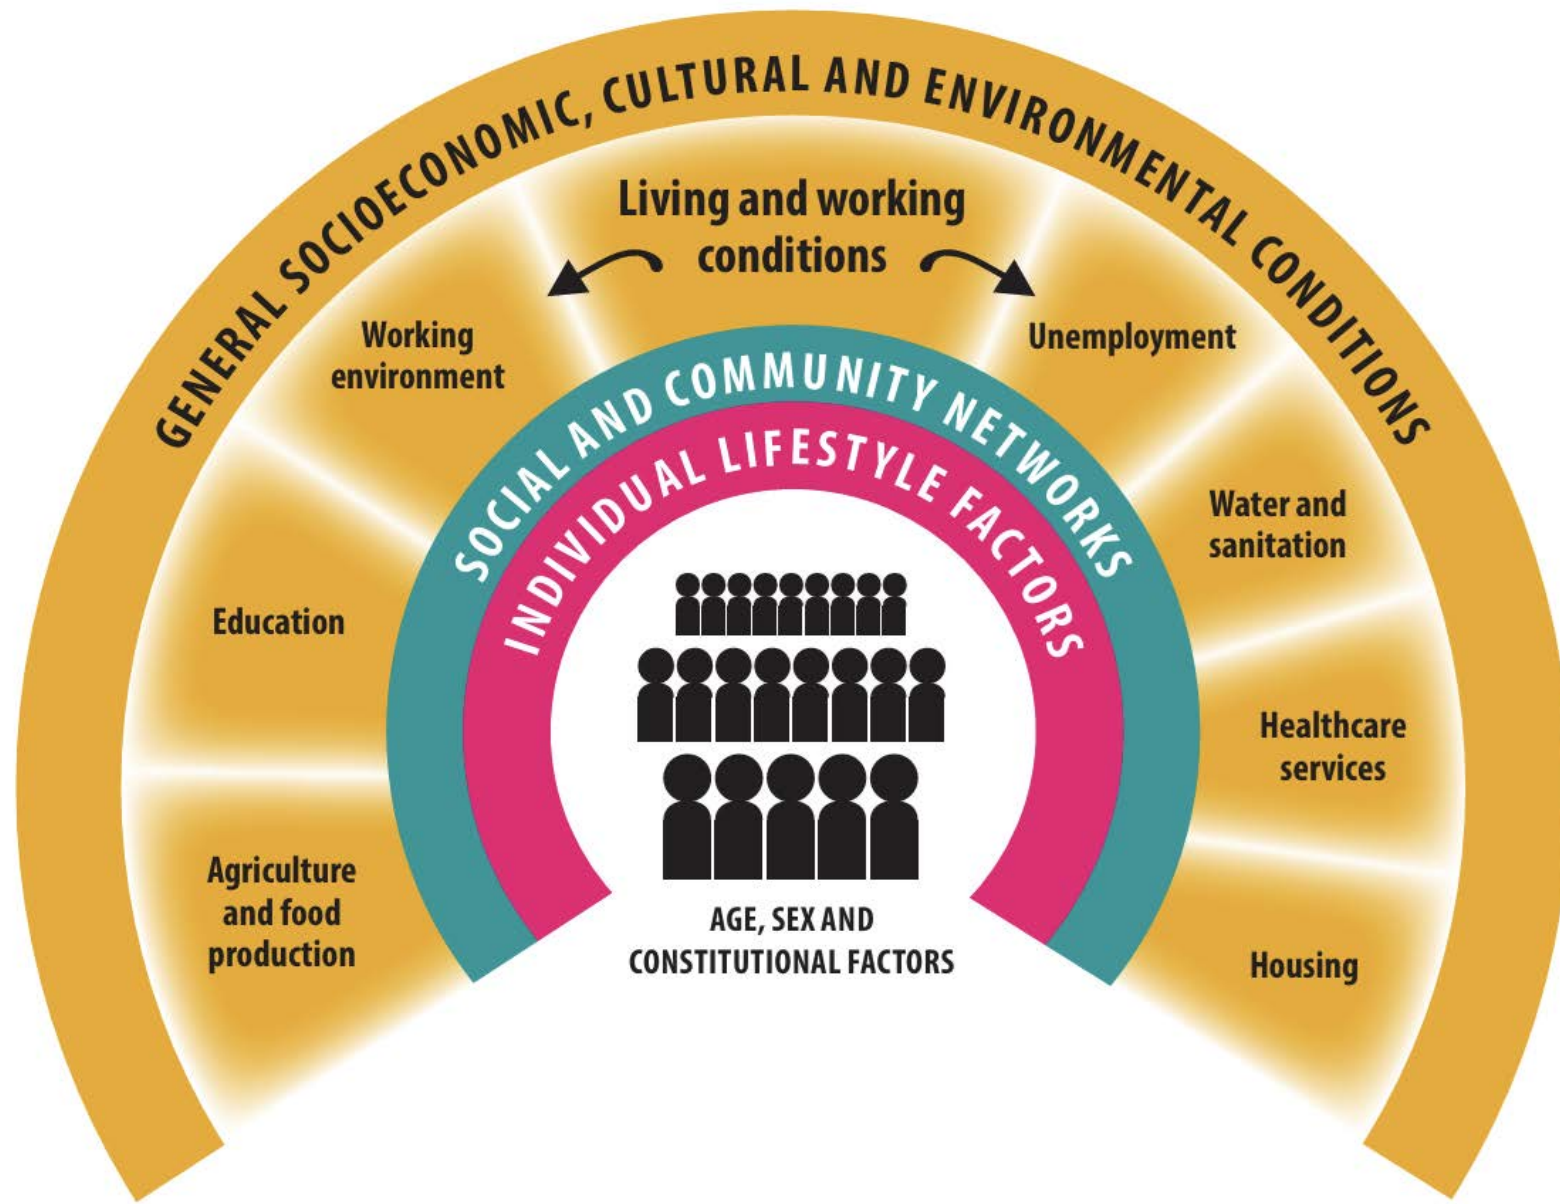 GENERAL SOCIOECONOMIC, CULTURAL AND ENVIRONMENTAL CONDITIONS
Living and working
conditions
Working
environment
Unemployment
Education
Water and
sanitation
Agriculture
and food
production
Healthcare
services
Housing
SOCIAL AND COMMUNITY NETWORKS
INDIVIDUAL LIFESTYLE FACTORS
AGE, SEX AND
CONSTITUTIONAL FACTORS